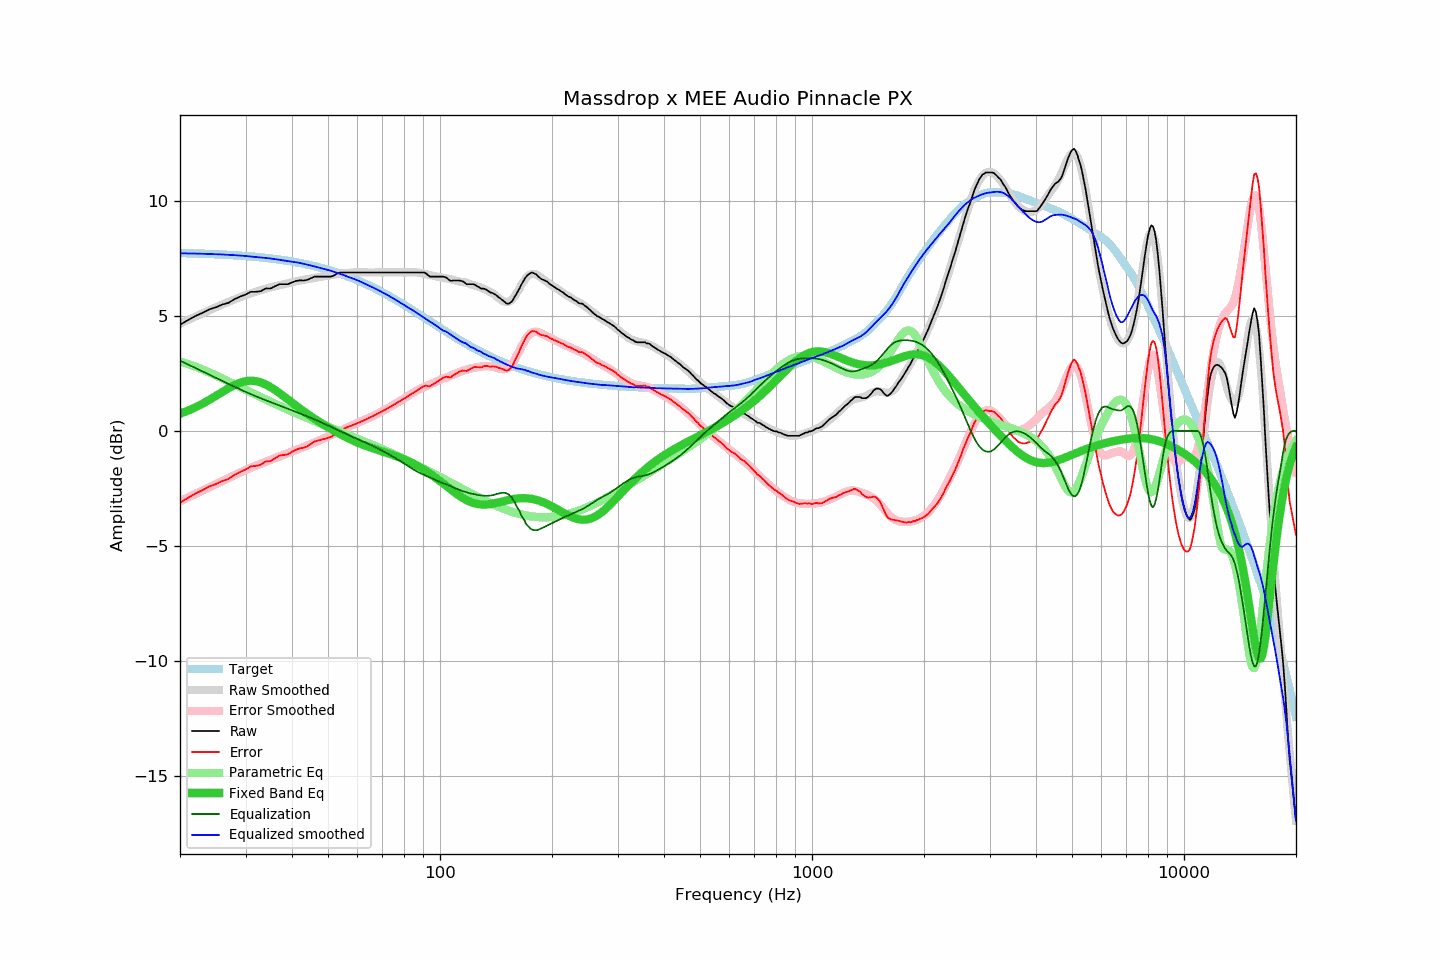 Massdrop x MEE Audio Pinnacle PX
Amplitude (dBr)
10
5
0
−5
−10
−15
Target
Raw Smoothed
Error Smoothed
Raw
Error
Parametric Eq
Fixed Band Eq
Equalization
Equalized smoothed
100 1000 10000
Frequency (Hz)